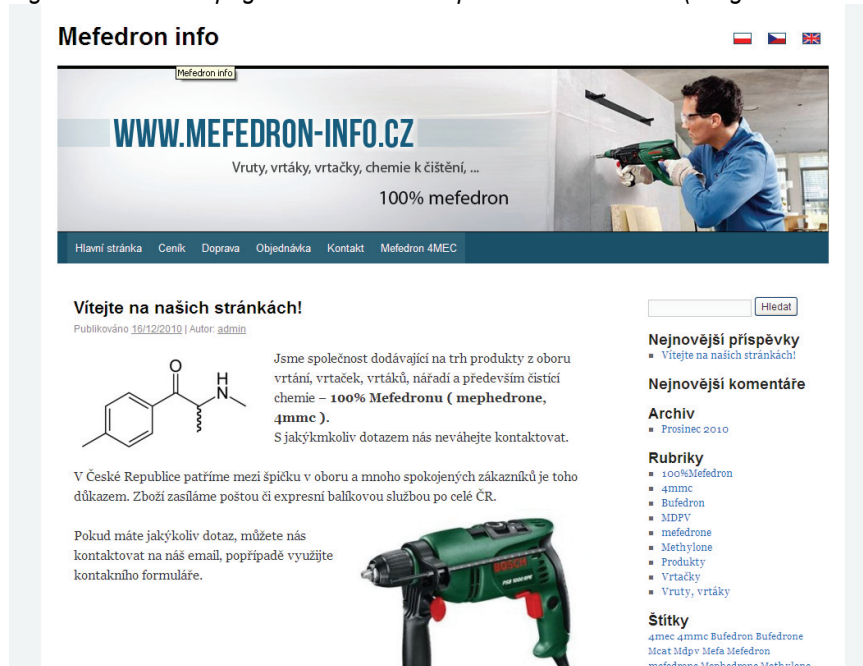 Mefedron info
Mefedron info
WWW.MEFEDRON-INFO.CZ
Vruty, vrtáky, vrtačky, chemie k čištění, ...
100% mefedron
Hlavní stránka Ceník Doprava Objednávka Kontakt Mefedron 4MEC
Vítejte na našich stránkách!
Publikováno 16/12/2010 | Autor: admin
O
H
N
Jsme společnost dodávající na trh produkty z oboru
vrtání, vrtaček, vrtáků, nářadí a především čistící
chemie – 100% Mefedronu ( mephedrone,
4mmc ).
S jakýkmkoliv dotazem nás neváhejte kontaktovat.
V České Republice patříme mezi špičku v oboru a mnoho spokojených zákazníků je toho
důkazem. Zboží zasíláme poštou či expresní balíkovou službou po celé ČR.
Pokud máte jakýkoliv dotaz, můžete nás
kontaktovat na náš email, popřípadě využijte
kontakního formuláře.
BOSCH
Hledat
Nejnovější příspěvky
Vítejte na našich stránkách!
Nejnovější komentáře
Archiv
Prosinec 2010
Rubriky
100%Mefedron
4mmc
Bufedron
MDPV
mefedrone
Methylone
Produkty
Vrtačky
Vruty, vrtáky
Štítky
4mec 4mmc Bufedron Bufedrone
Mcat Mdpv Mefa Mefedron
mefedrone Mephedrone Methylone